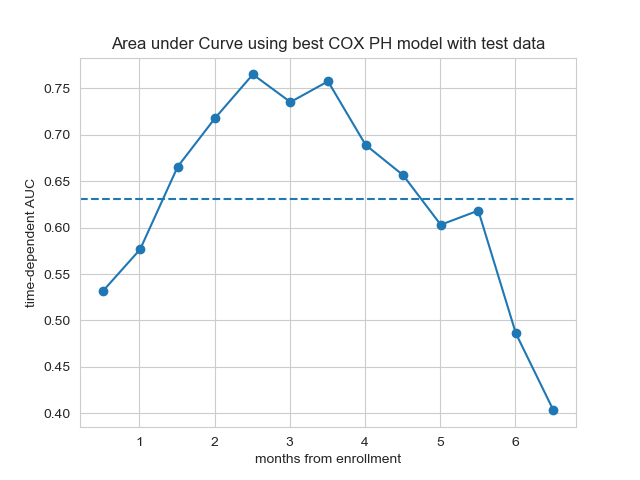 Area under Curve using best COX PH model with test data
time-dependent AUC
0.75
0.70
0.65
0.60
0.55
0.50
0.45
0.40
1 2 3 4 5 6
months from enrollment